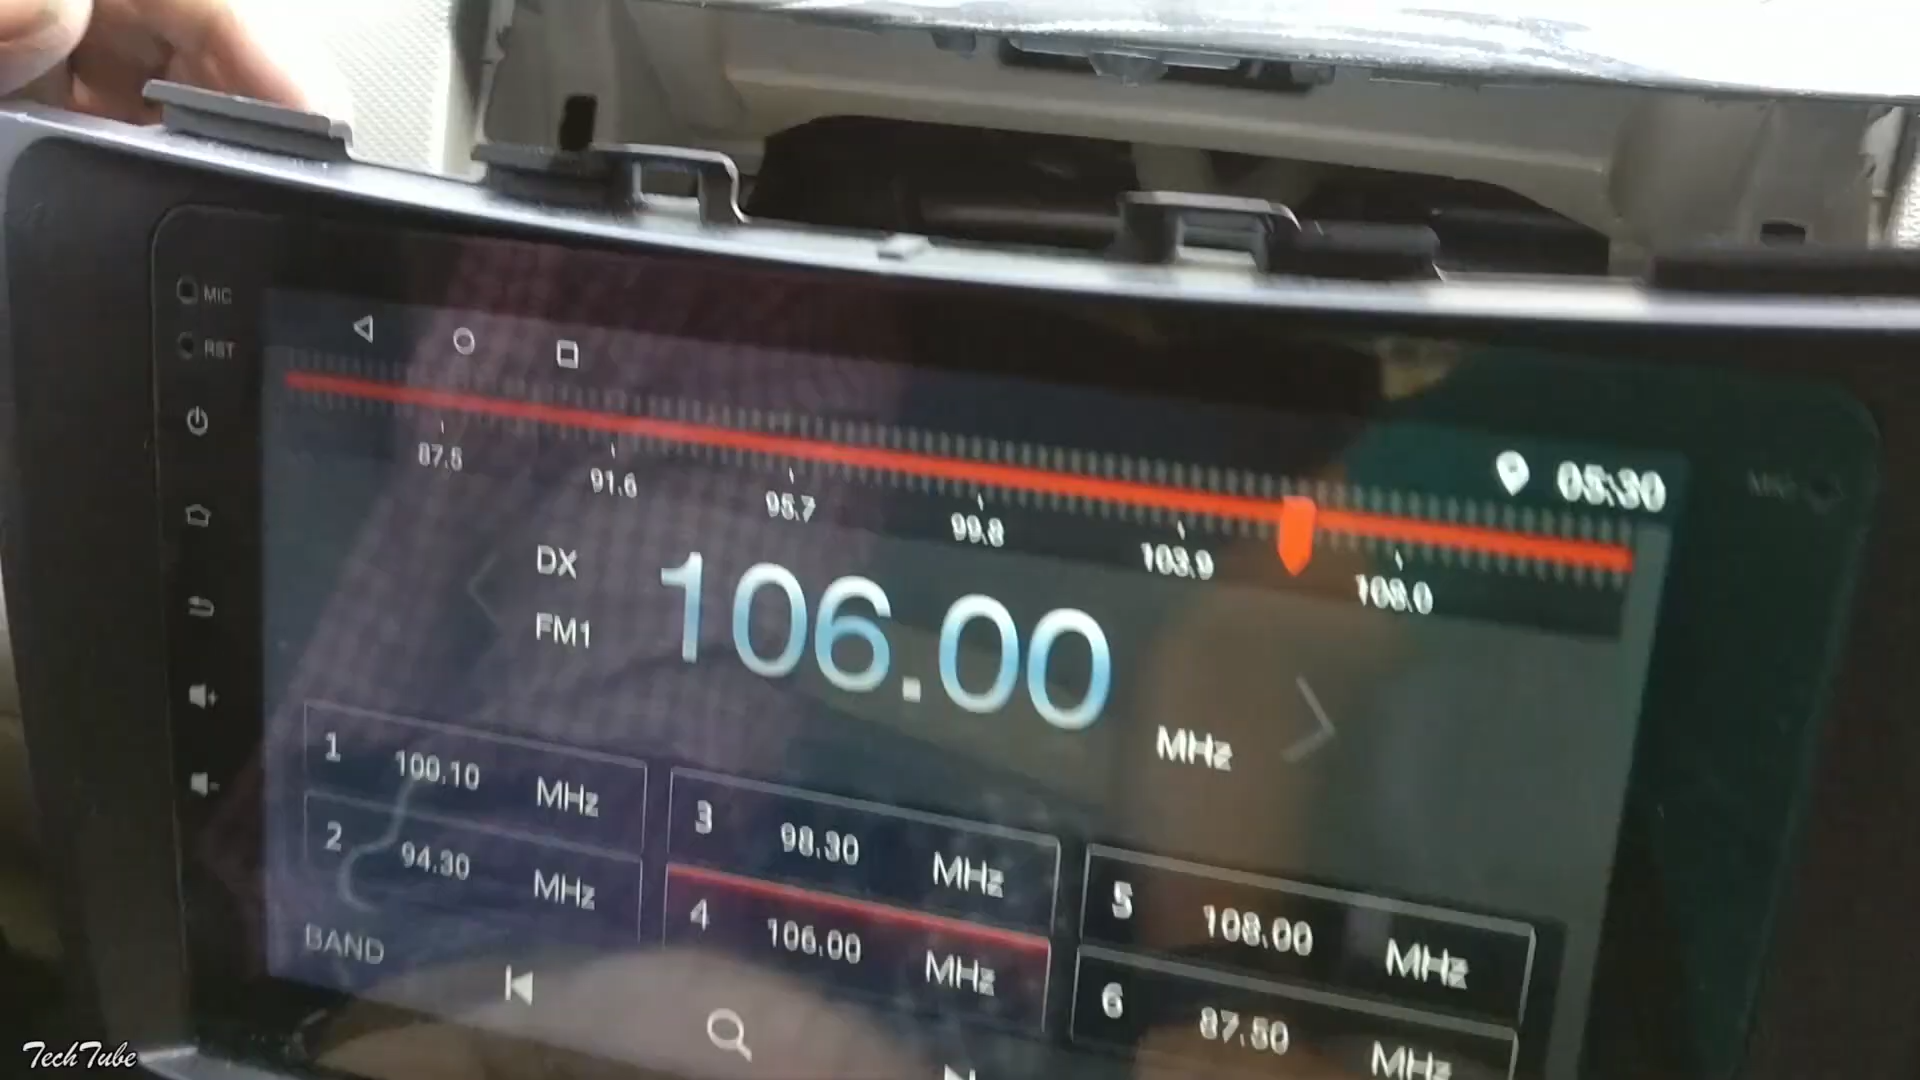 MIC
RST
05:30
87.5
91.6
95.7
99.8
103.9
108.0
DX
FM1
106.00
MHz
1 100.10 MHz
2 94.30 MHz
3 98.30 MHz
4 106.00 MHz
5 108.00 MHz
6 87.50 MHz
BAND
TechTube